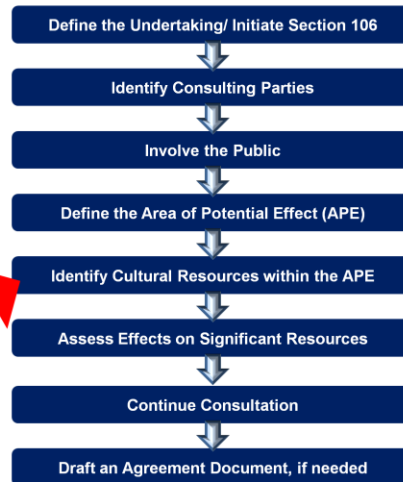 Define the Undertaking/ Initiate Section 106
Identify Consulting Parties
Involve the Public
Define the Area of Potential Effect (APE)
Identify Cultural Resources within the APE
Assess Effects on Significant Resources
Continue Consultation
Draft an Agreement Document, if needed